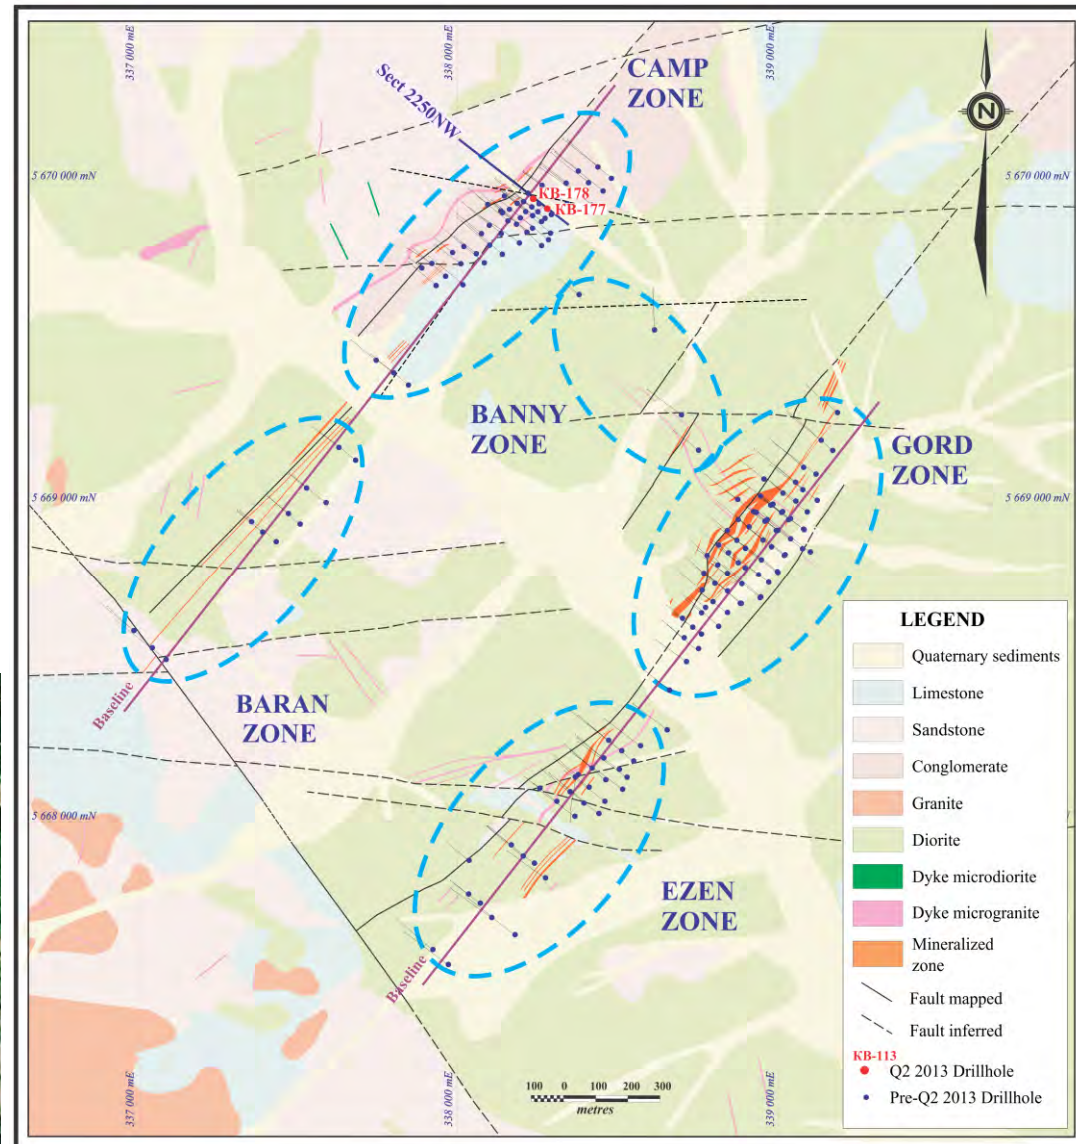 337 000 mE
338 000 mE
339 000 mE
CAMP
ZONE
Sect 2250NW
N
5 670 000 mN
5 670 000 mN
KB-178
KB-177
BANNY
ZONE
GORD
ZONE
5 669 000 mN
5 669 000 mN
Baseline
BARAN
ZONE
5 668 000 mN
EZEN
ZONE
Baseline
LEGEND
Quaternary sediments
Limestone
Sandstone
Conglomerate
Granite
Diorite
Dyke microdiorite
Dyke microgranite
Mineralized
zone
Fault mapped
Fault inferred
KB-113
Q2 2013 Drillhole
Pre-Q2 2013 Drillhole
100 0 100 200 300
metres
337 000 mE
338 000 mE
339 000 mE